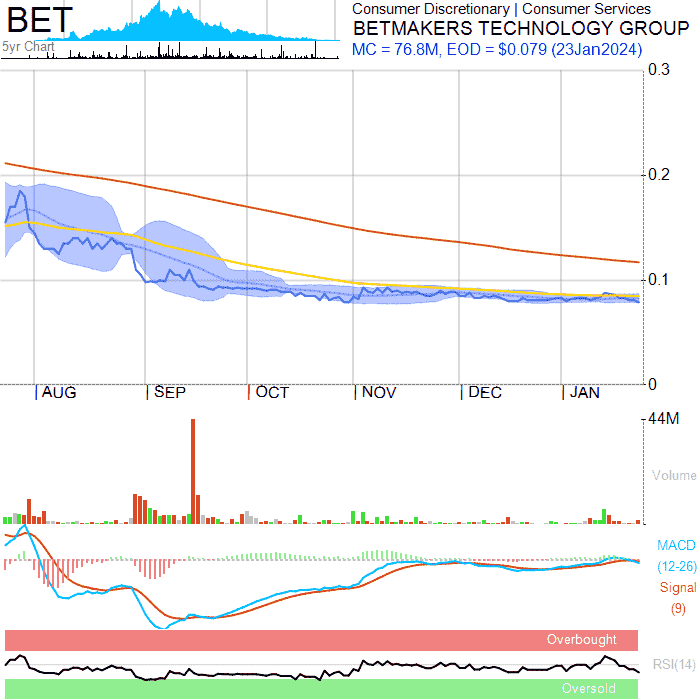 BET
5yr Chart
Consumer Discretionary | Consumer Services
BETMAKERS TECHNOLOGY GROUP
MC = 76.8M, EOD = $0.079 (23Jan2024)
0.3
0.2
0.1
0
AUG SEP OCT NOV DEC JAN
44M
Volume
MACD
(12-26)
Signal
(9)
Overbought
RSI(14)
Oversold